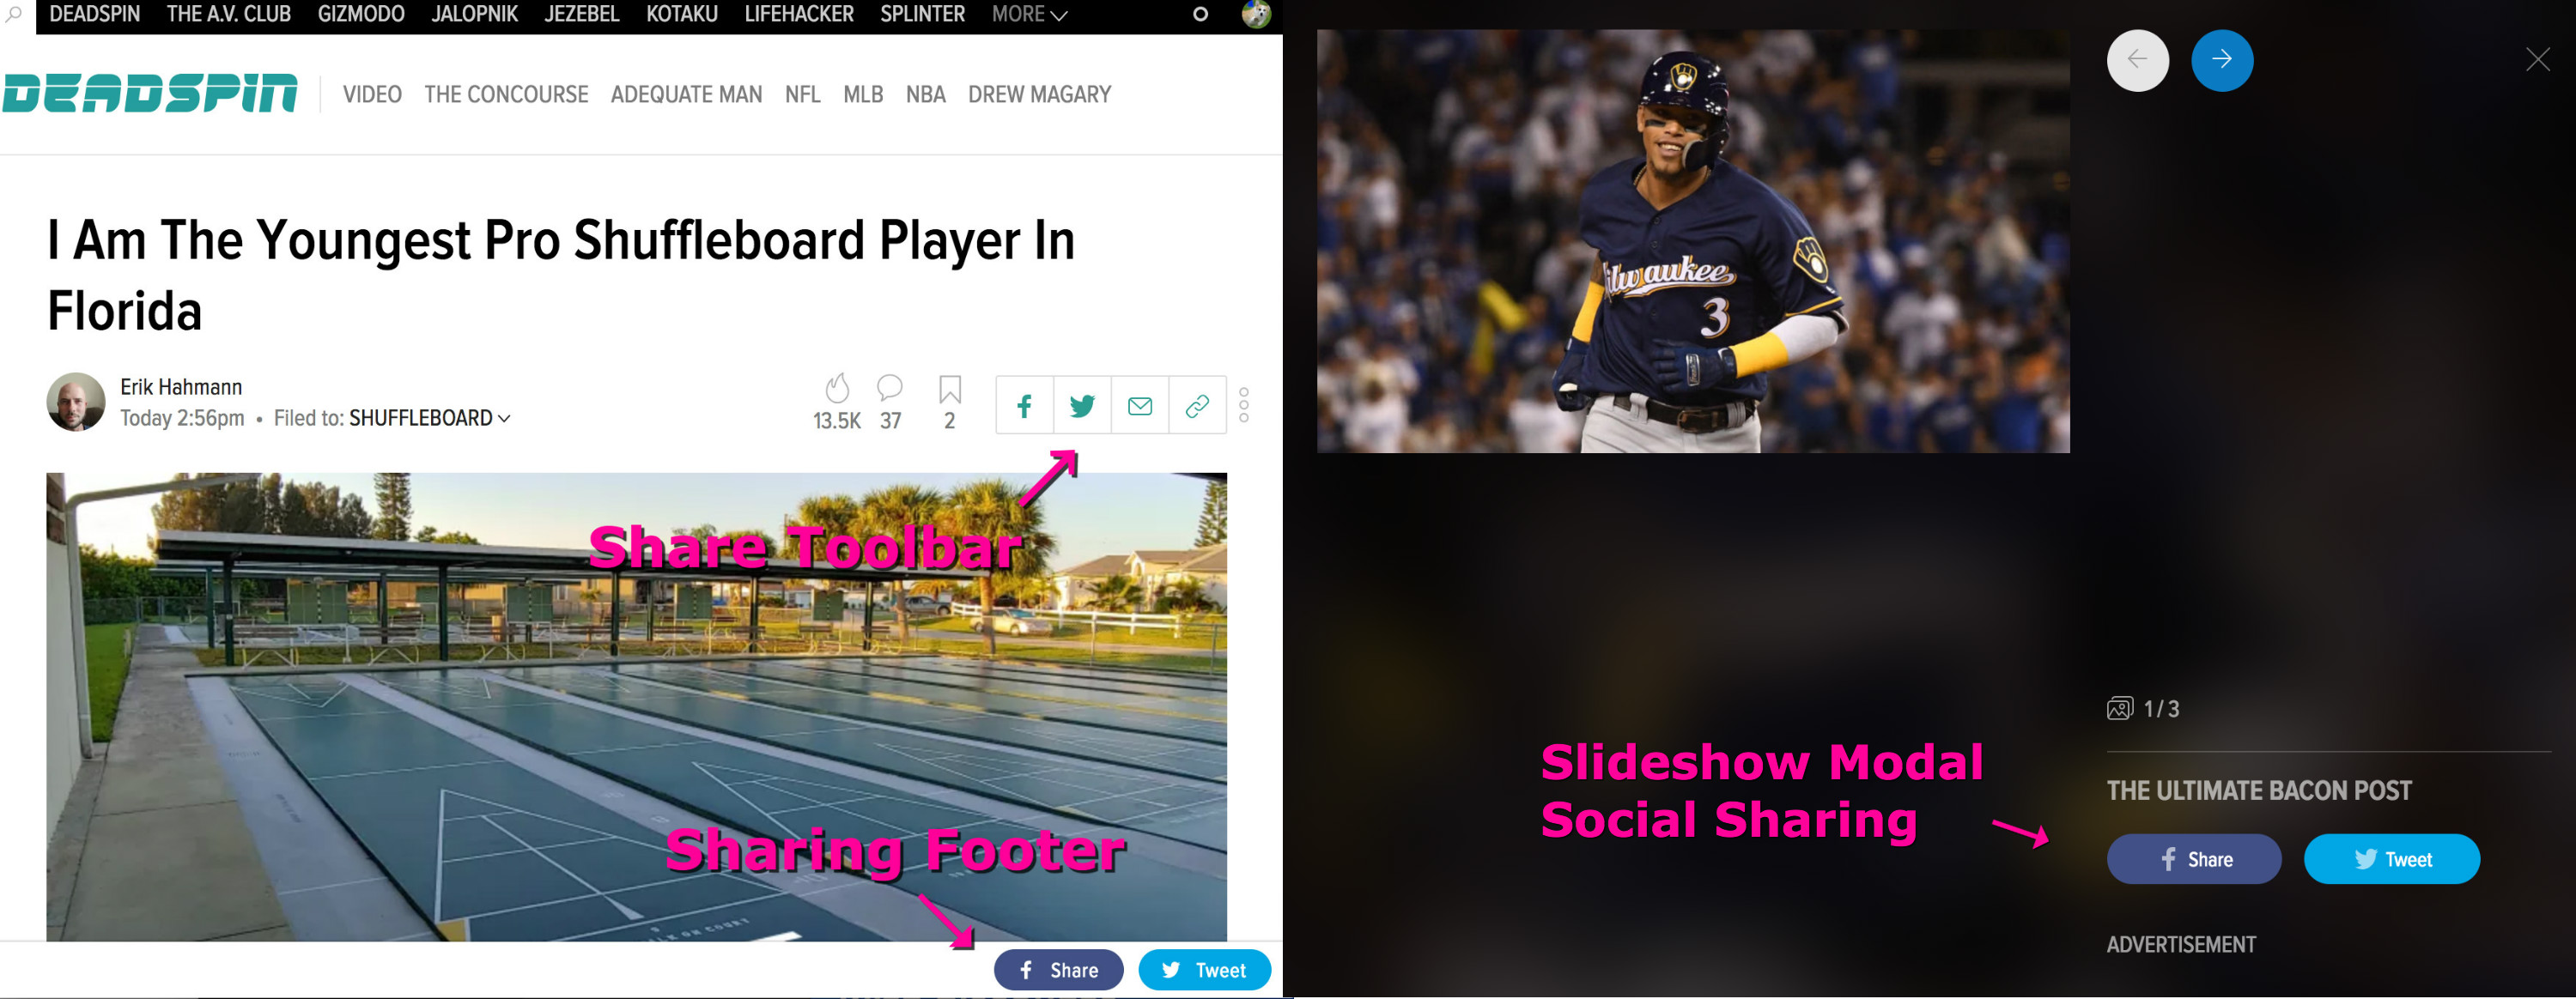 DEADSPIN THE A.V. CLUB GIZMODO JALOPNIK JEZEBEL KOTAKU LIFEHACKER SPLINTER MORE
DEADSPIN VIDEO THE CONCOURSE ADEQUATE MAN NFL MLB NBA DREW MAGARY
I Am The Youngest Pro Shuffleboard Player In
Florida
Erik Hahmann
Today 2:56pm • Filed to: SHUFFLEBOARD
13.5K 37 2
Share Toolbar
Sharing Footer
Share Tweet
Milwaukee
3
1 / 3
Slideshow Modal
Social Sharing
THE ULTIMATE BACON POST
Share Tweet
ADVERTISEMENT